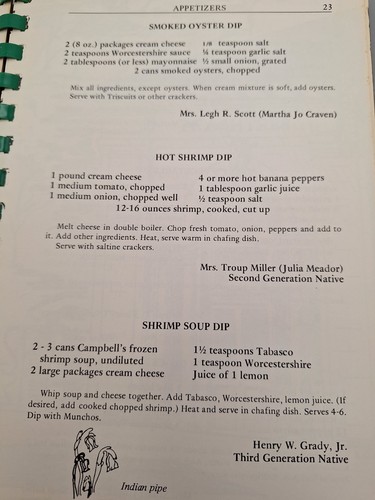 APPETIZERS 23
SMOKED OYSTER DIP
2 (8 oz.) packages cream cheese 1/8 teaspoon salt
2 teaspoons Worcestershire sauce ¼ teaspoon garlic salt
2 tablespoons (or less) mayonnaise ½ small onion, grated
2 cans smoked oysters, chopped
Mix all ingredients, except oysters. When cream mixture is soft, add oysters.
Serve with Triscuits or other crackers.
Mrs. Legh R. Scott (Martha Jo Craven)
HOT SHRIMP DIP
1 pound cream cheese 4 or more hot banana peppers
1 medium tomato, chopped 1 tablespoon garlic juice
1 medium onion, chopped well ½ teaspoon salt
12-16 ounces shrimp, cooked, cut up
Melt cheese in double boiler. Chop fresh tomato, onion, peppers and add to
it. Add other ingredients. Heat, serve warm in chafing dish.
Serve with saltine crackers.
Mrs. Troup Miller (Julia Meador)
Second Generation Native
SHRIMP SOUP DIP
2 - 3 cans Campbell's frozen 1½ teaspoons Tabasco
shrimp soup, undiluted 1 teaspoon Worcestershire
2 large packages cream cheese Juice of 1 lemon
Whip soup and cheese together. Add Tabasco, Worcestershire, lemon juice. (If
desired, add cooked chopped shrimp.) Heat and serve in chafing dish. Serves 4-6.
Dip with Munchos.
Henry W. Grady, Jr.
Third Generation Native
Indian pipe